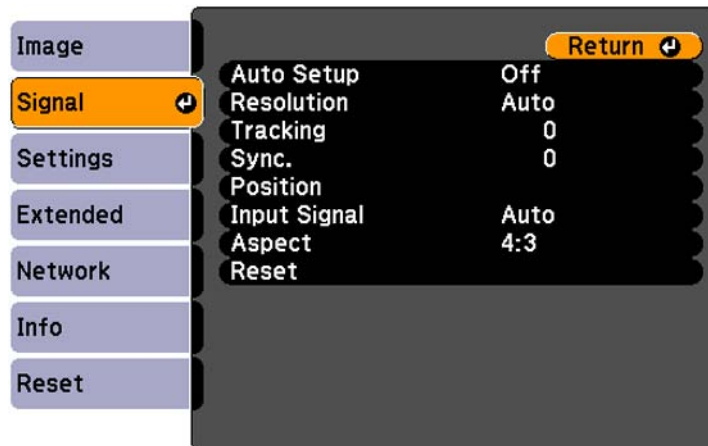 Image
Signal
Settings
Extended
Network
Info
Reset
Return
Auto Setup Off
Resolution Auto
Tracking 0
Sync. 0
Position
Input Signal Auto
Aspect 4:3
Reset